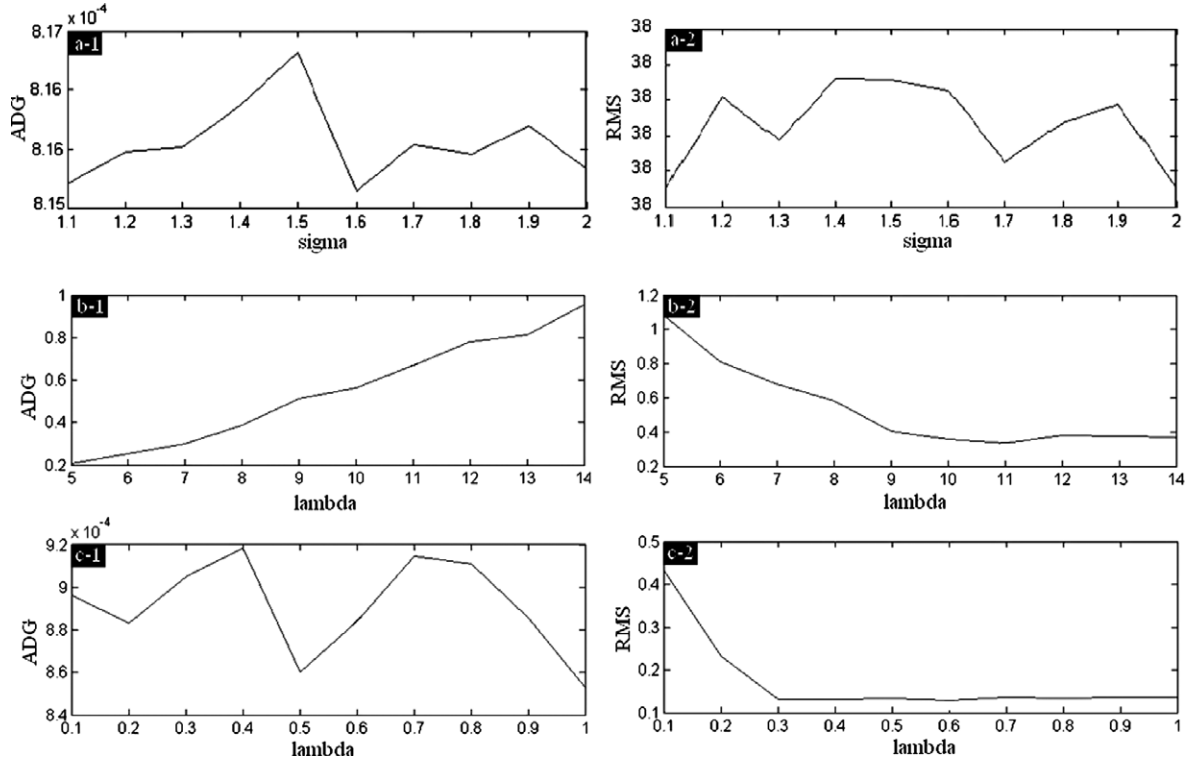 x 10⁻⁴
8.17
8.16
8.16
8.15
ADG
a-1
1.1 1.2 1.3 1.4 1.5 1.6 1.7 1.8 1.9 2
sigma
38
38
38
38
38
38
RMS
a-2
1.1 1.2 1.3 1.4 1.5 1.6 1.7 1.8 1.9 2
sigma
1
0.8
0.6
0.4
0.2
ADG
b-1
5 6 7 8 9 10 11 12 13 14
lambda
1.2
1
0.8
0.6
0.4
0.2
RMS
b-2
5 6 7 8 9 10 11 12 13 14
lambda
x 10⁻⁴
9.2
9
8.8
8.6
8.4
ADG
c-1
0.1 0.2 0.3 0.4 0.5 0.6 0.7 0.8 0.9 1
lambda
0.5
0.4
0.3
0.2
0.1
RMS
c-2
0.1 0.2 0.3 0.4 0.5 0.6 0.7 0.8 0.9 1
lambda